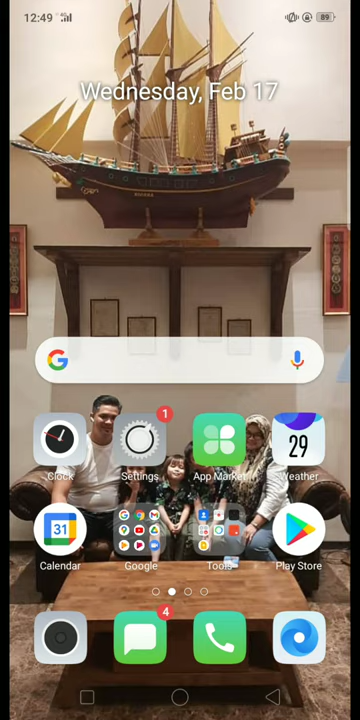 12:49
4G
89
Wednesday, Feb 17
G
1
29
Clock
Settings
App Market
Weather
31
Calendar
Google
Tools
Play Store
4